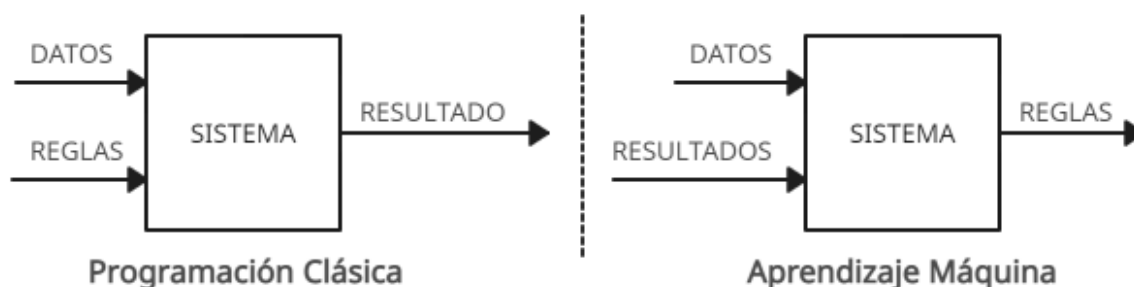 DATOS
REGLAS
SISTEMA
RESULTADO
Programación Clásica
DATOS
RESULTADOS
SISTEMA
REGLAS
Aprendizaje Máquina